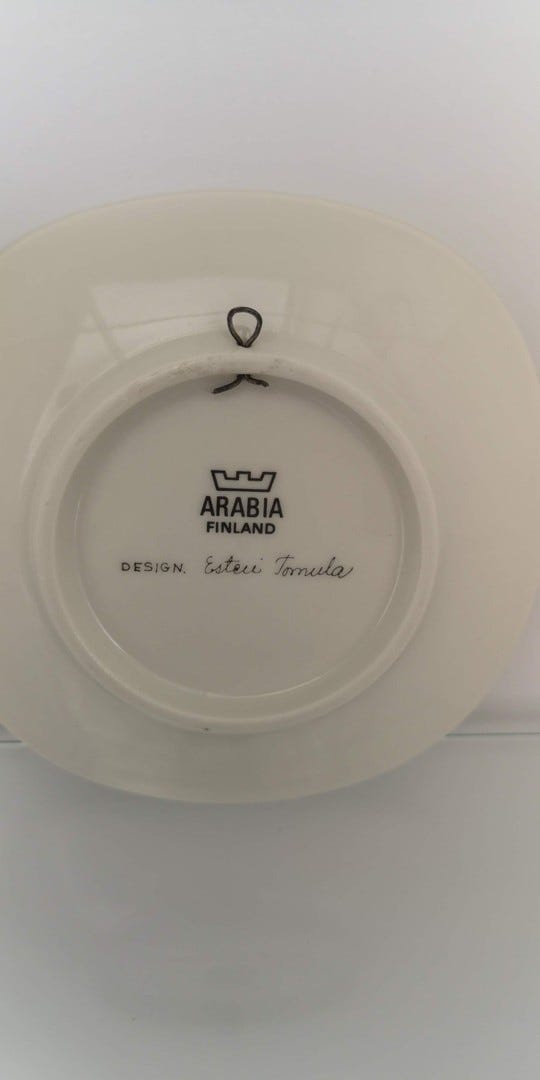 ARABIA
FINLAND
DESIGN. Esteri Tomula